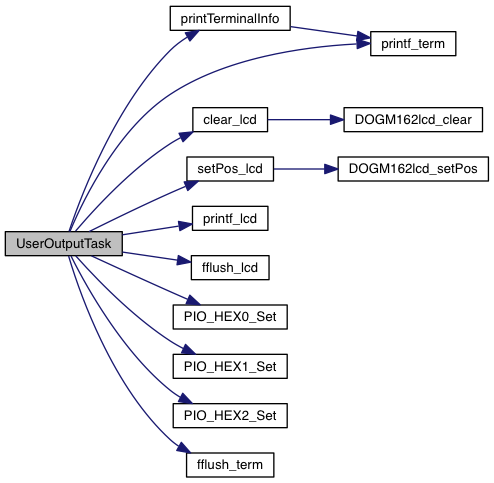 printTerminalInfo
printf_term
clear_lcd
DOGM162lcd_clear
setPos_lcd
DOGM162lcd_setPos
printf_lcd
UserOutputTask
fflush_lcd
PIO_HEX0_Set
PIO_HEX1_Set
PIO_HEX2_Set
fflush_term